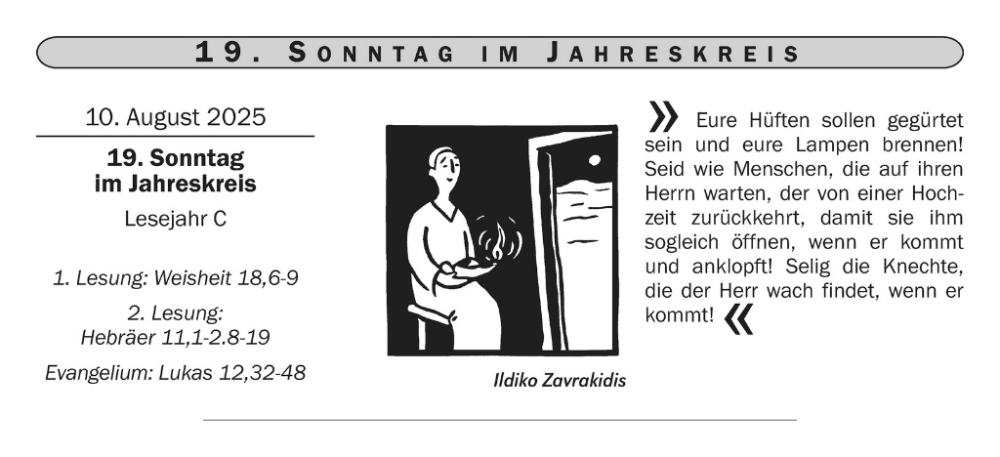 19. SONNTAG IM JAHRESKREIS
10. August 2025
19. Sonntag
im Jahreskreis
Lesejahr C
1. Lesung: Weisheit 18,6-9
2. Lesung:
Hebräer 11,1-2.8-19
Evangelium: Lukas 12,32-48
Ildiko Zavrakidis
» Eure Hüften sollen gegürtet
sein und eure Lampen brennen!
Seid wie Menschen, die auf ihren
Herrn warten, der von einer Hoch-
zeit zurückkehrt, damit sie ihm
sogleich öffnen, wenn er kommt
und anklopft! Selig die Knechte,
die der Herr wach findet, wenn er
kommt! «